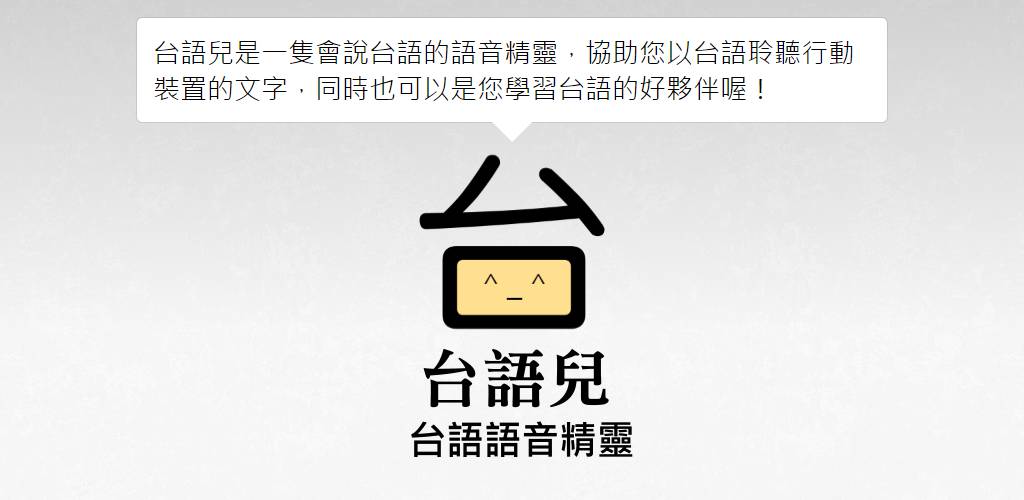 台語兒是一隻會說台語的語音精靈，協助您以台語聆聽行動
裝置的文字，同時也可以是您學習台語的好夥伴喔！
台
^_^
台語兒
台語語音精靈